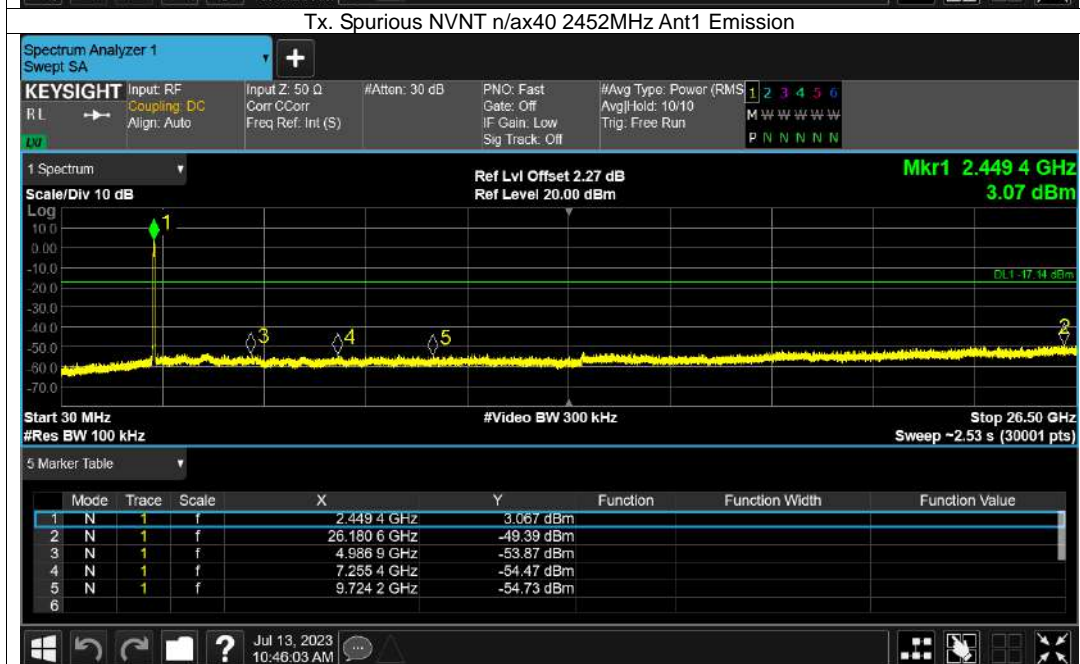 Tx. Spurious NVNT n/ax40 2452MHz Ant1 Emission
Spectrum Analyzer 1
Swept SA
+
KEYSIGHT Input: RF Input Z: 50 Ω #Atten: 30 dB PNO: Fast #Avg Type: Power (RMS 1 2 3 4 5 6
RL Coupling: DC Corr CCorr Gate: Off Avg|Hold: 10/10 M W W W W W
Align: Auto Freq Ref: Int (S) IF Gain: Low Trig: Free Run
LXI Sig Track: Off P N N N N N
1 Spectrum Ref Lvl Offset 2.27 dB Mkr1 2.449 4 GHz
Scale/Div 10 dB Ref Level 20.00 dBm 3.07 dBm
Log
10.0 1
0.00
-10.0 DL1 -17.14 dBm
-20.0
-30.0
-40.0 3 4 5 2
-50.0
-60.0
-70.0
Start 30 MHz #Video BW 300 kHz Stop 26.50 GHz
#Res BW 100 kHz Sweep ~2.53 s (30001 pts)
5 Marker Table
Mode Trace Scale X Y Function Function Width Function Value
1 N 1 f 2.449 4 GHz 3.067 dBm
2 N 1 f 26.180 6 GHz -49.39 dBm
3 N 1 f 4.986 9 GHz -53.87 dBm
4 N 1 f 7.255 4 GHz -54.47 dBm
5 N 1 f 9.724 2 GHz -54.73 dBm
6
? Jul 13, 2023
10:46:03 AM